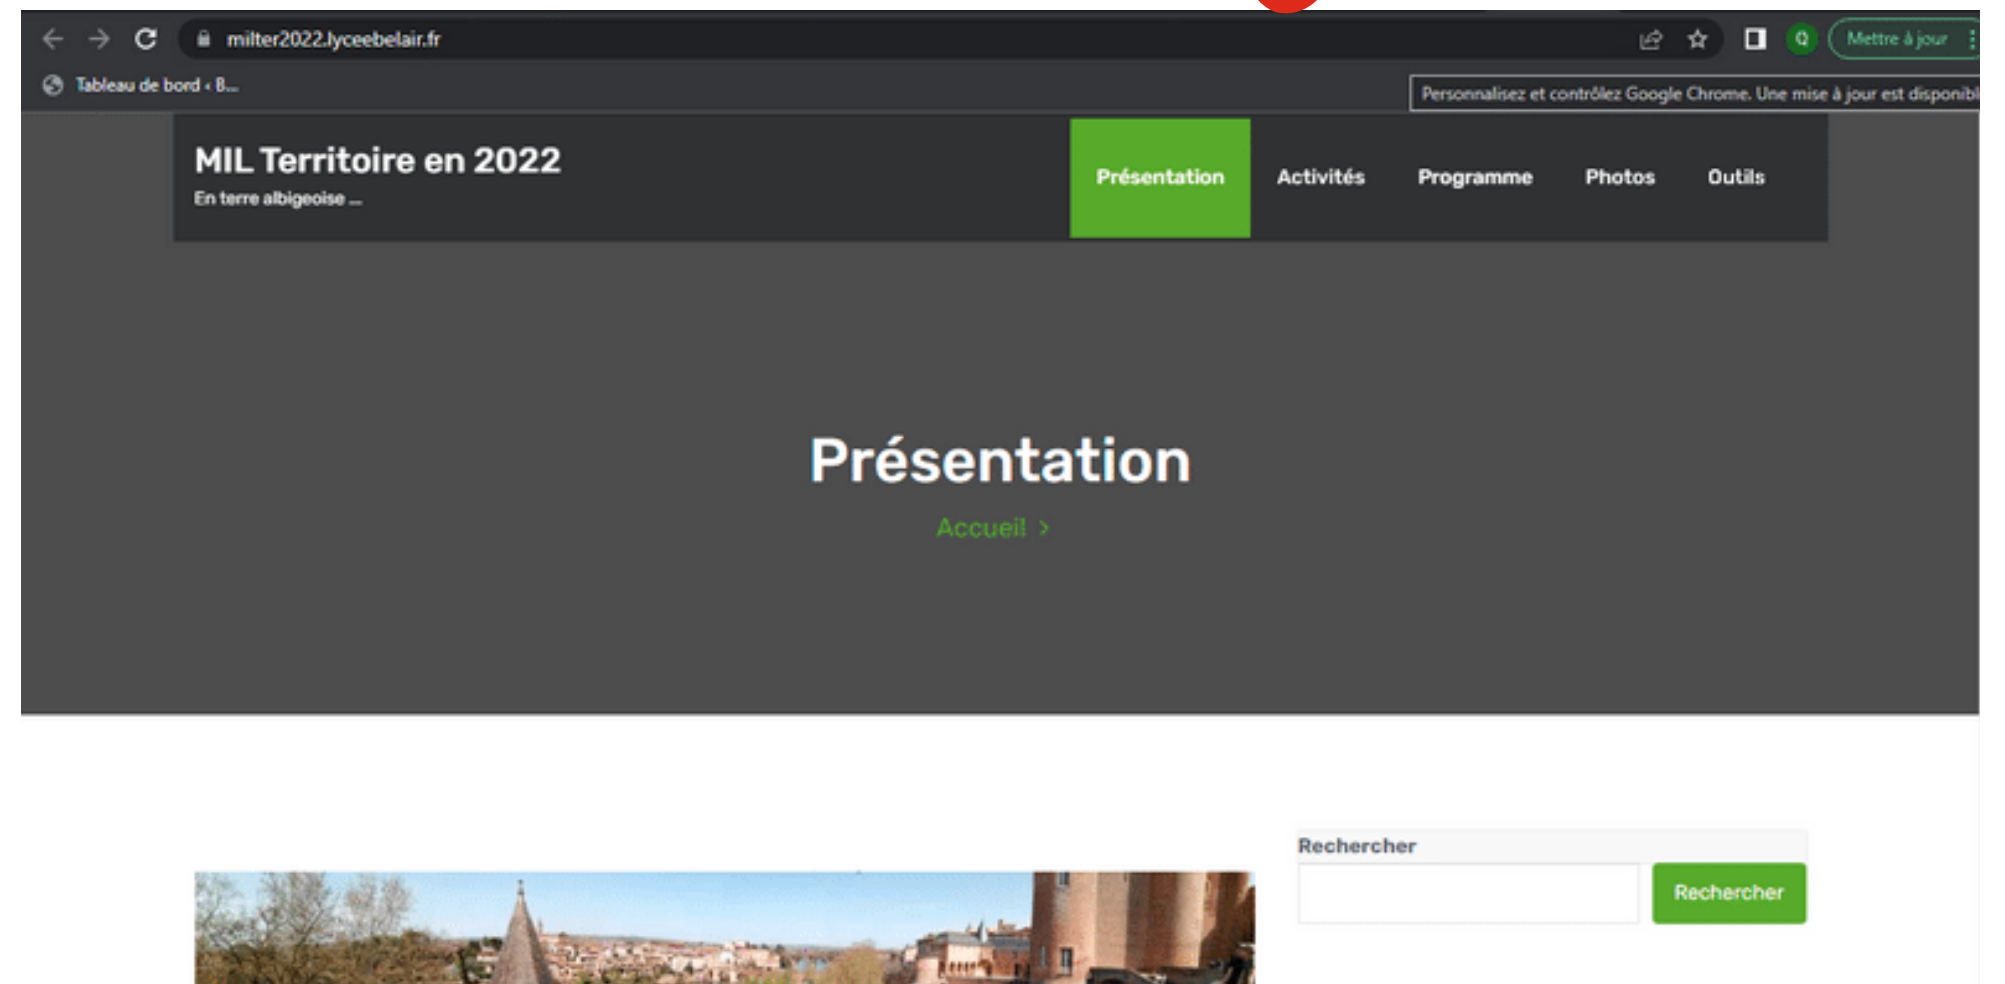 milter2022.lyceebelair.fr
Q
Mettre à jour
Tableau de bord ‹ B...
Personnalisez et contrôlez Google Chrome. Une mise à jour est disponibl
MIL Territoire en 2022
En terre albigeoise ...
Présentation
Activités
Programme
Photos
Outils
Présentation
Accueil >
Rechercher
Rechercher